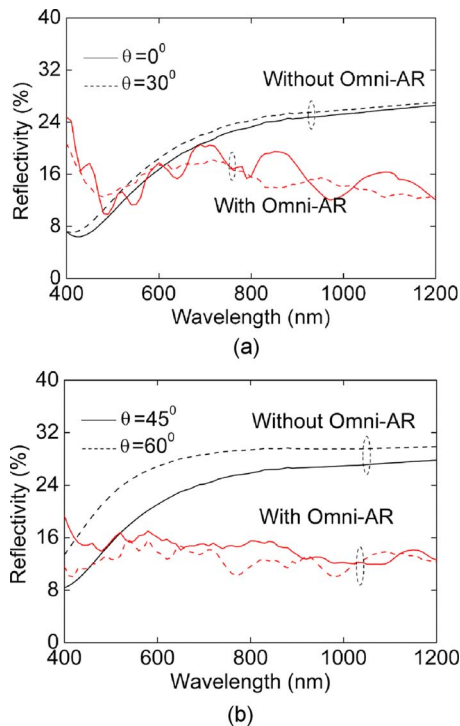 (a)
40
32
24
16
8
0
Reflectivity (%)
θ=0⁰
θ=30⁰
Without Omni-AR
With Omni-AR
400 600 800 1000 1200
Wavelength (nm)
(a)
40
32
24
16
8
0
Reflectivity (%)
θ=45⁰
θ=60⁰
Without Omni-AR
With Omni-AR
400 600 800 1000 1200
Wavelength (nm)
(b)